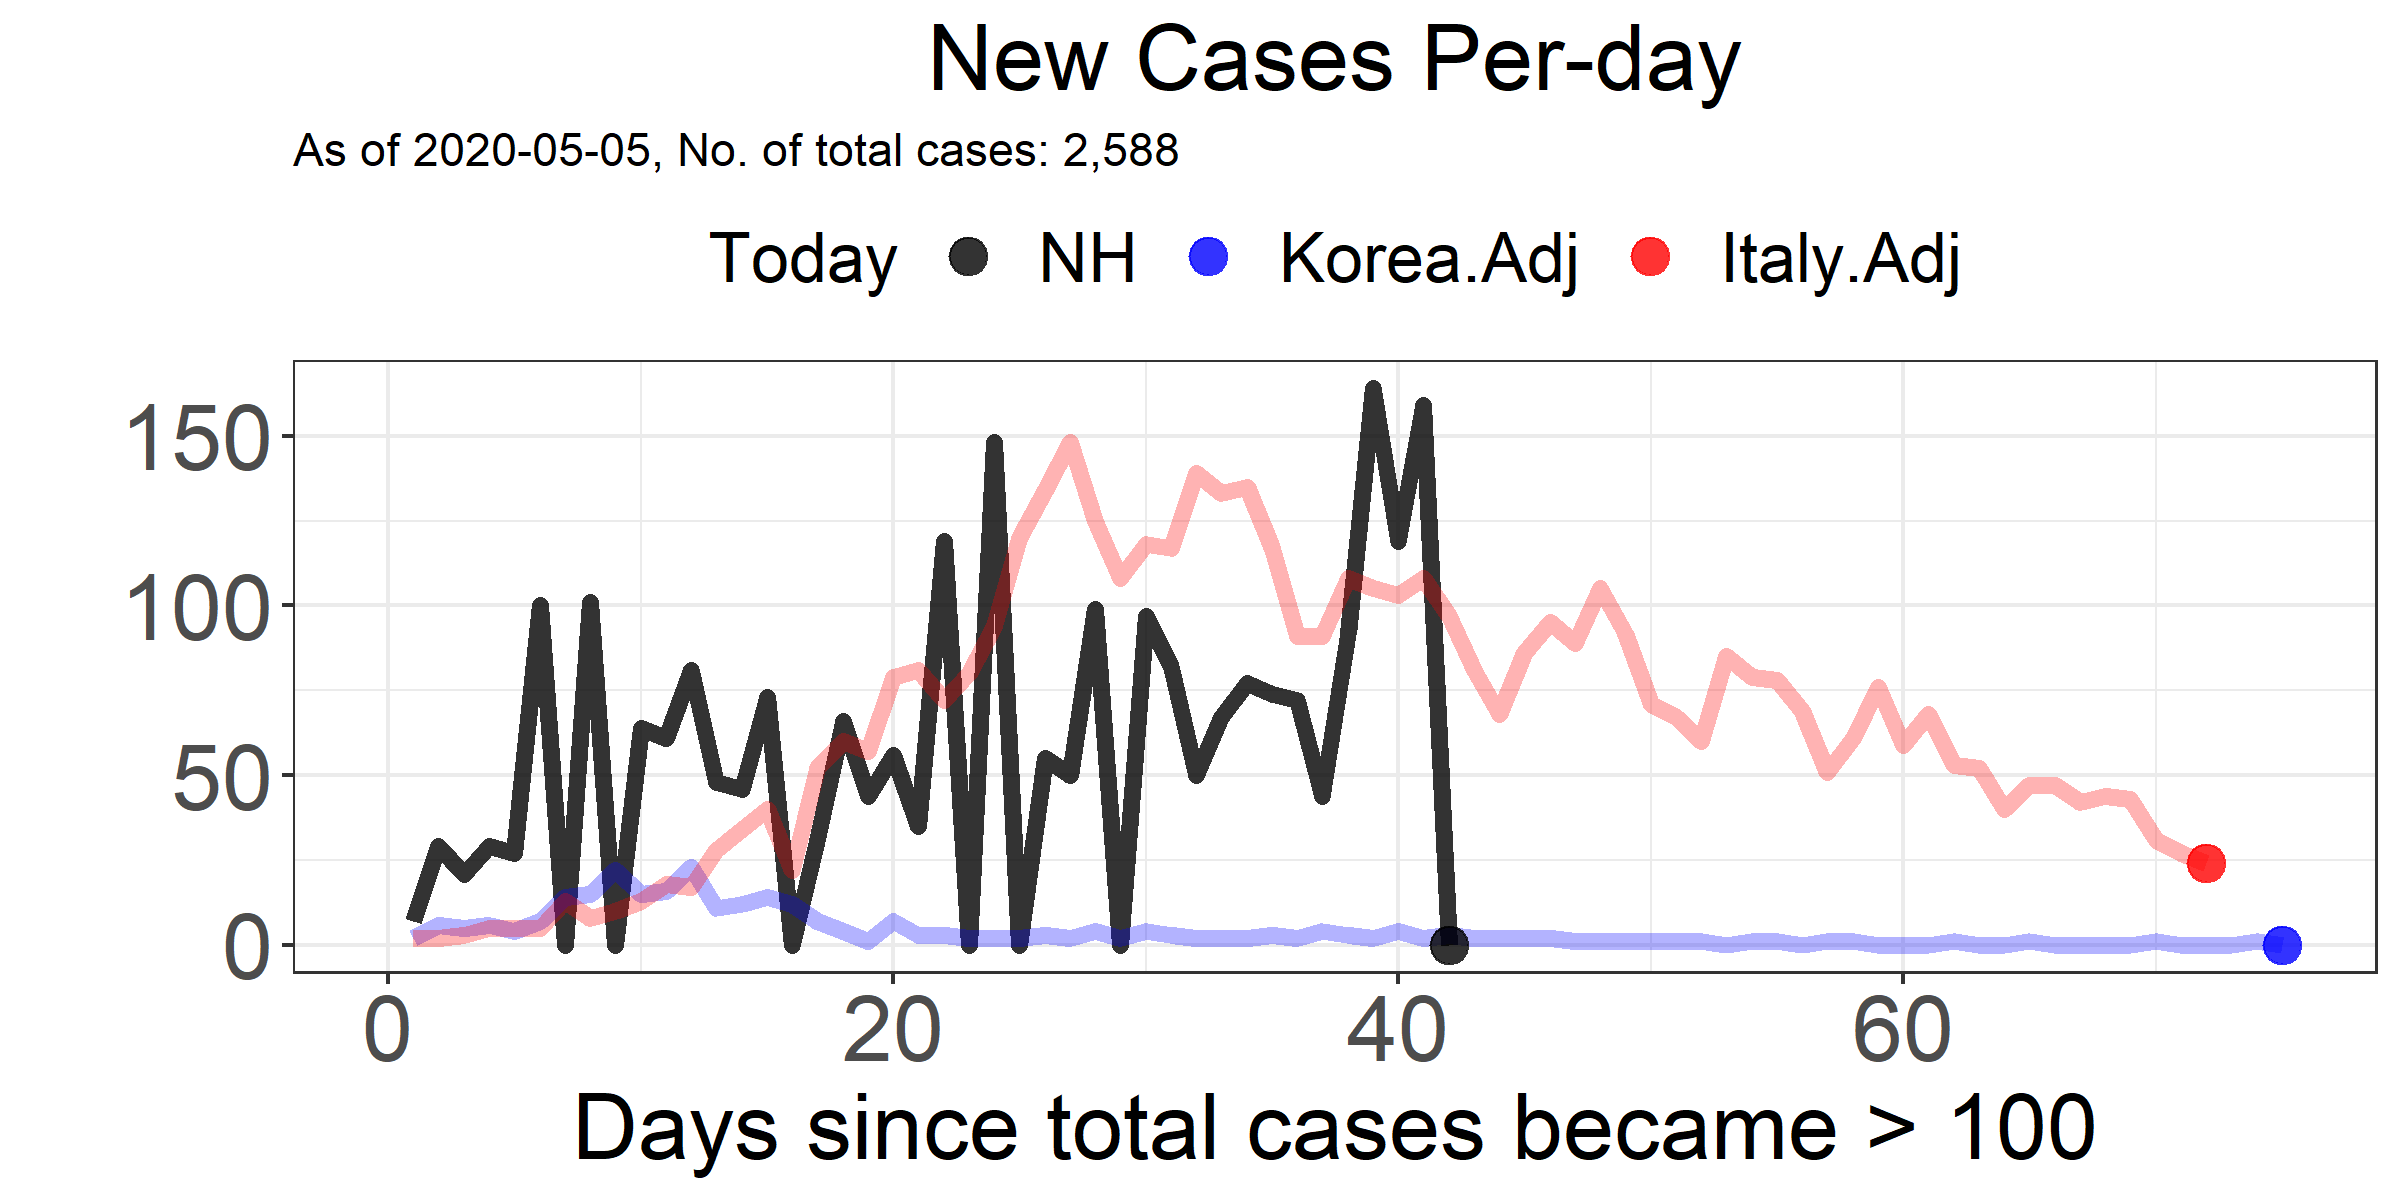 New Cases Per-day
As of 2020-05-05, No. of total cases: 2,588
Today NH Korea.Adj Italy.Adj
150
100
50
0
0 20 40 60
Days since total cases became > 100